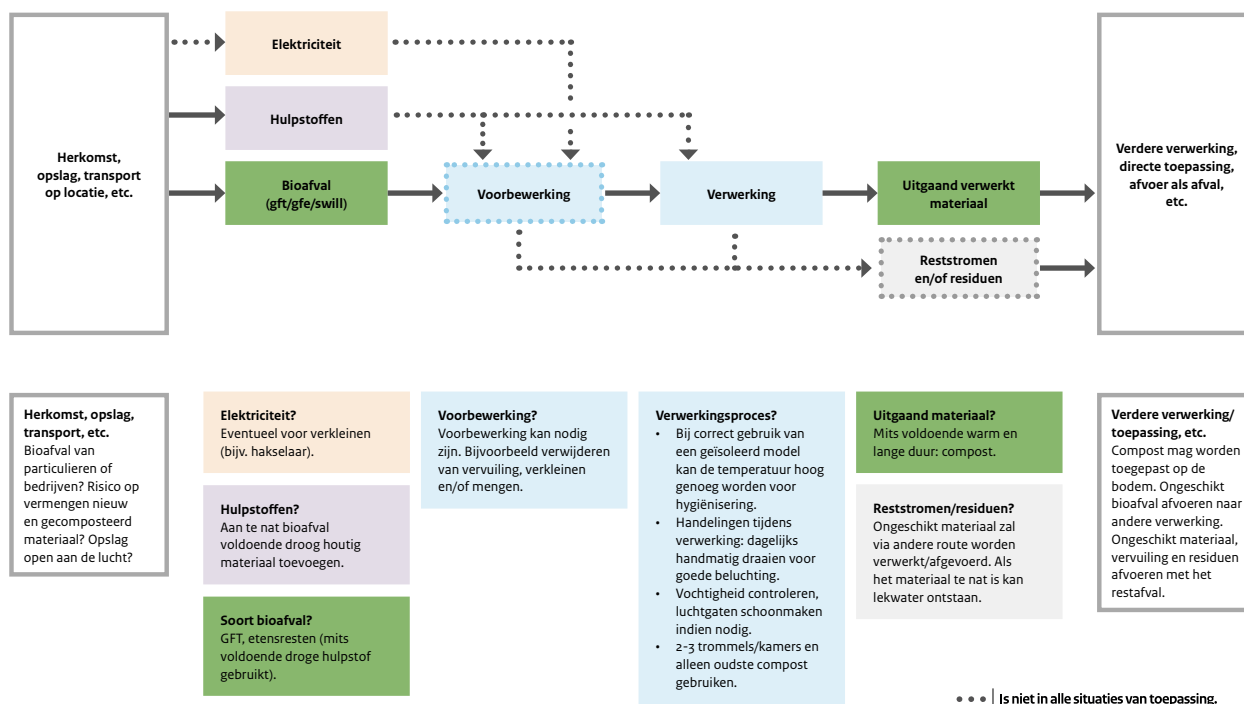 Herkomst,
opslag, transport
op locatie, etc.
Elektriciteit
Hulpstoffen
Bioafval
(gft/gfe/swill)
Voorbewerking
Verwerking
Uitgaand verwerkt
materiaal
Reststromen
en/of residuen
Verdere verwerking,
directe toepassing,
afvoer als afval,
etc.
Herkomst, opslag,
transport, etc.
Bioafval van
particulieren of
bedrijven? Risico op
vermengen nieuw
en gecomposteerd
materiaal? Opslag
open aan de lucht?
Elektriciteit?
Eventueel voor verkleinen
(bijv. hakselaar).
Hulpstoffen?
Aan te nat bioafval
voldoende droog houtig
materiaal toevoegen.
Soort bioafval?
GFT, etensresten (mits
voldoende droge hulpstof
gebruikt).
Voorbewerking?
Voorbewerking kan nodig
zijn. Bijvoorbeeld verwijderen
van vervuiling, verkleinen
en/of mengen.
Verwerkingsproces?
• Bij correct gebruik van
een geïsoleerd model
kan de temperatuur hoog
genoeg worden voor
hygiënisering.
• Handelingen tijdens
verwerking: dagelijks
handmatig draaien voor
goede beluchting.
• Vochtigheid controleren,
luchtgaten schoonmaken
indien nodig.
• 2-3 trommels/kamers en
alleen oudste compost
gebruiken.
Uitgaand materiaal?
Mits voldoende warm en
lange duur: compost.
Reststromen/residuen?
Ongeschikt materiaal zal
via andere route worden
verwerkt/afgevoerd. Als
het materiaal te nat is kan
lekwater ontstaan.
Verdere verwerking/
toepassing, etc.
Compost mag worden
toegepast op de
bodem. Ongeschikt
bioafval afvoeren naar
andere verwerking.
Ongeschikt materiaal,
vervuiling en residuen
afvoeren met het
restafval.
Is niet in alle situaties van toepassing.